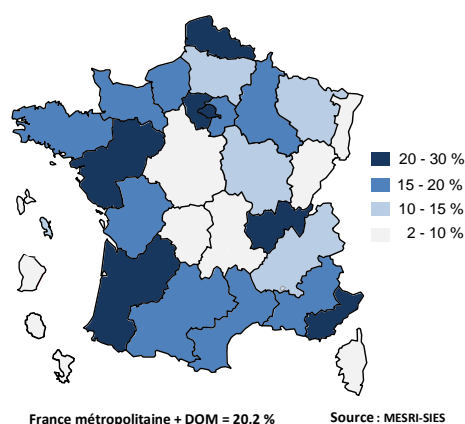 20 - 30 %
15 - 20 %
10 - 15 %
2 - 10 %
France métropolitaine + DOM = 20.2 %
Source : MESRI-SIES